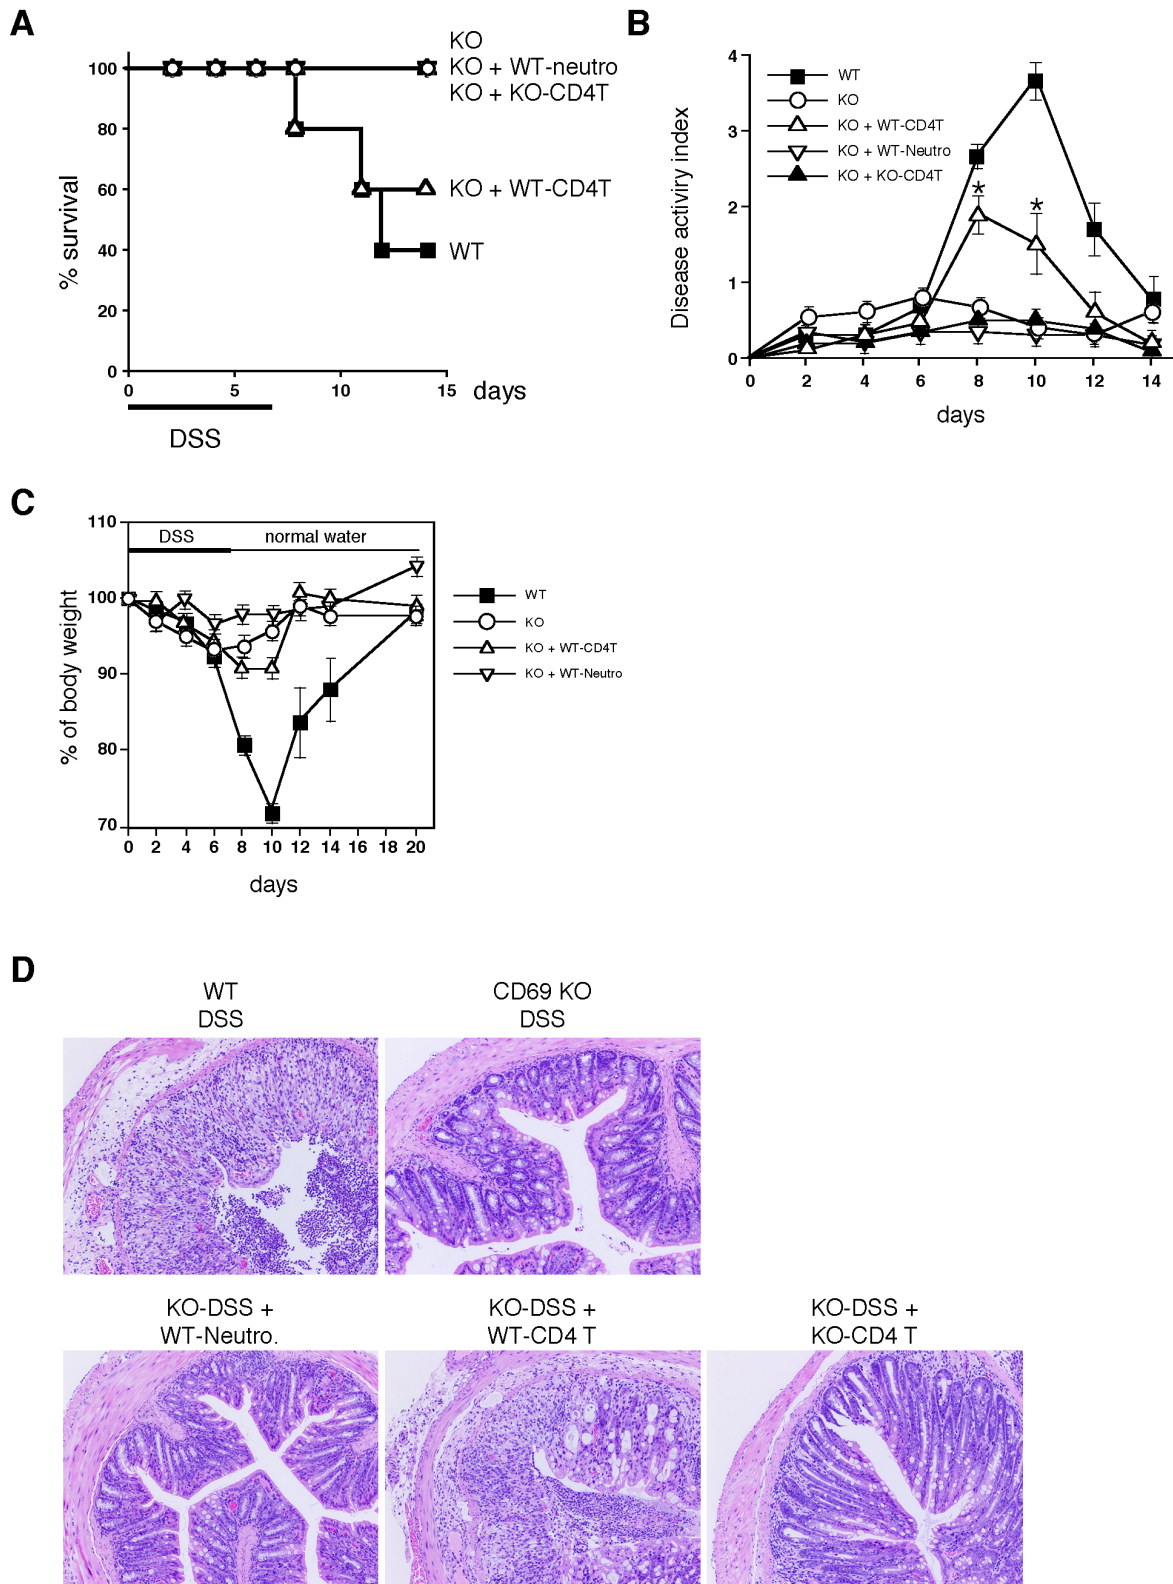 A
KO
KO + WT-neutro
KO + KO-CD4T
KO + WT-CD4T
WT
% survival
100
80
60
40
20
0
0 5 10 15 days
DSS
B
Disease activiry index
4
3
2
1
0
WT
KO
KO + WT-CD4T
KO + WT-Neutro
KO + KO-CD4T
* *
0 2 4 6 8 10 12 14
days
C
% of body weight
110
100
90
80
70
DSS normal water
WT
KO
KO + WT-CD4T
KO + WT-Neutro
0 2 4 6 8 10 12 14 16 18 20
days
D
WT
DSS
CD69 KO
DSS
KO-DSS +
WT-Neutro.
KO-DSS +
WT-CD4 T
KO-DSS +
KO-CD4 T